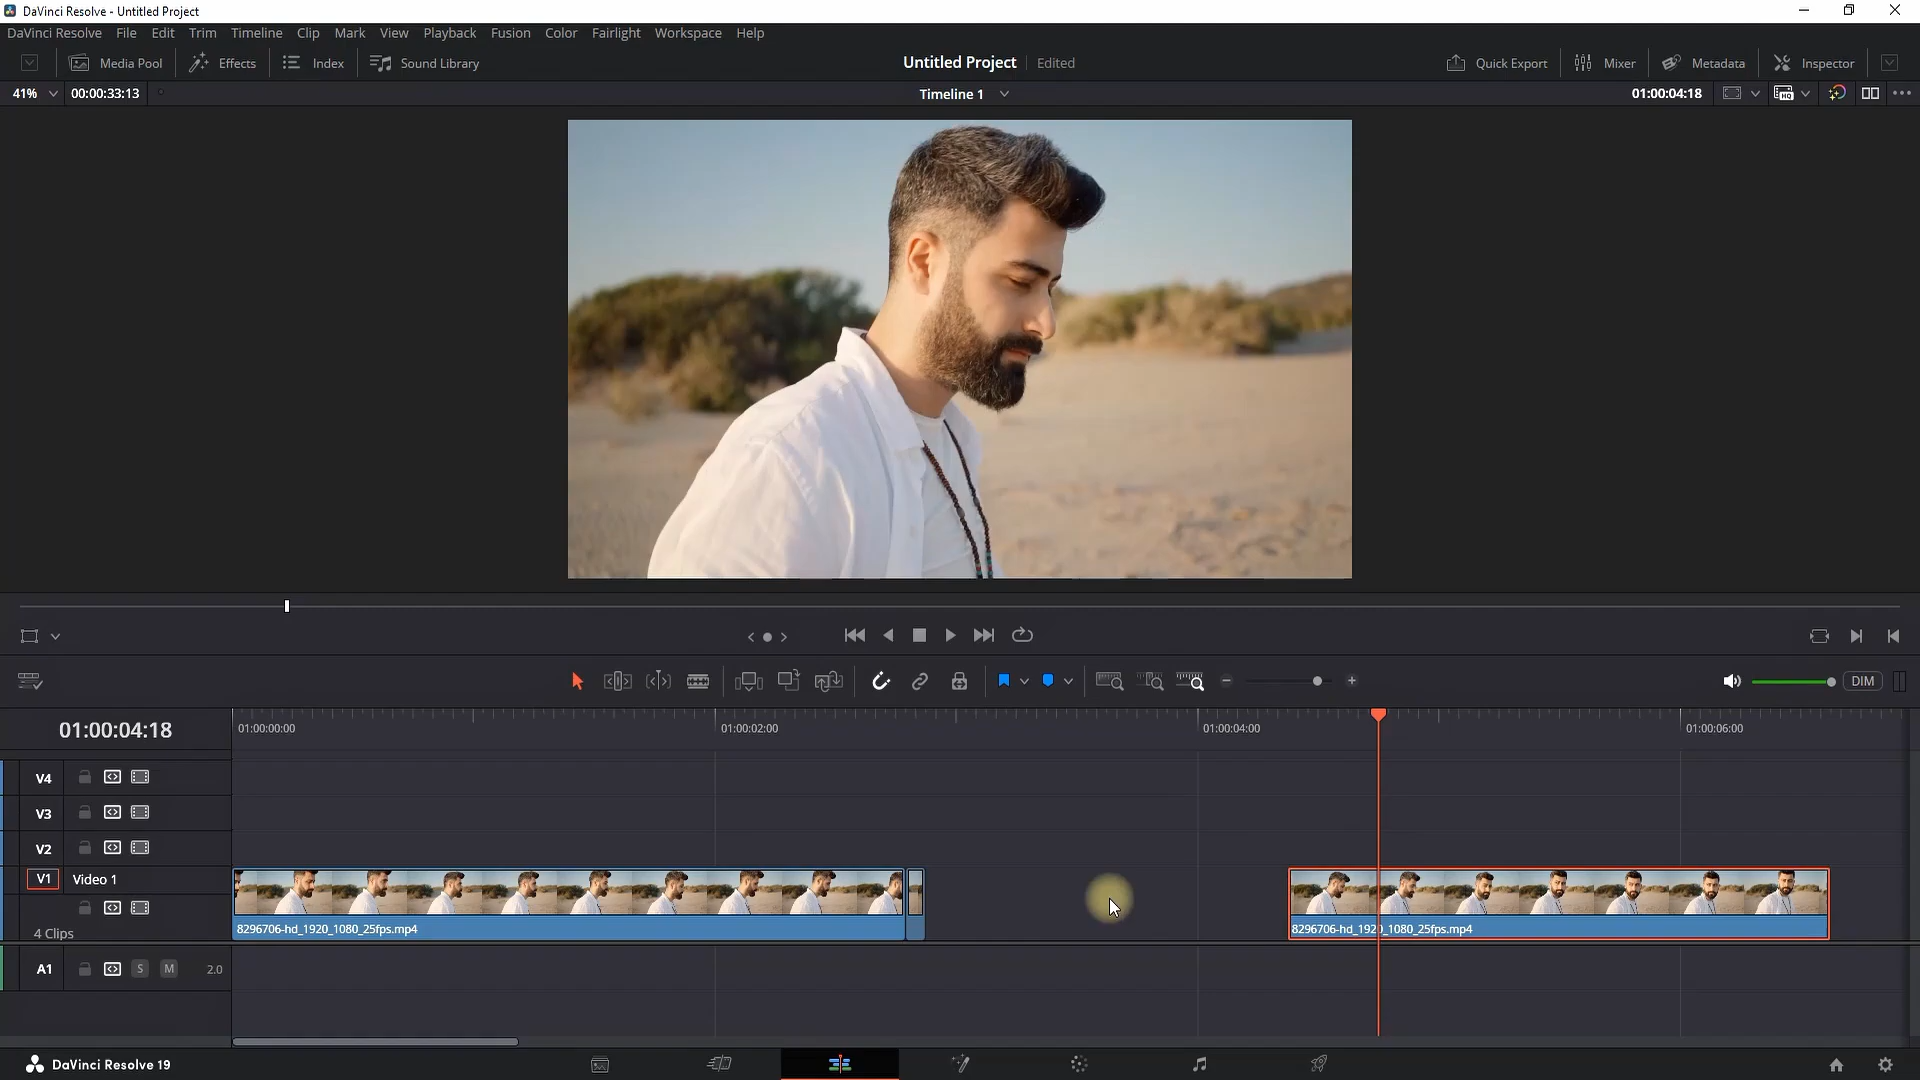 DaVinci Resolve - Untitled Project
DaVinci Resolve File Edit Trim Timeline Clip Mark View Playback Fusion Color Fairlight Workspace Help
Media Pool Effects Index Sound Library Untitled Project Edited Quick Export Mixer Metadata Inspector
41% 00:00:33:13 Timeline 1 01:00:04:18 HQ
DIM
01:00:04:18 01:00:00:00 01:00:02:00 01:00:04:00 01:00:06:00
V4
V3
V2
V1 Video 1
4 Clips 8296706-hd_1920_1080_25fps.mp4 8296706-hd_1920_1080_25fps.mp4
A1 S M 2.0
DaVinci Resolve 19